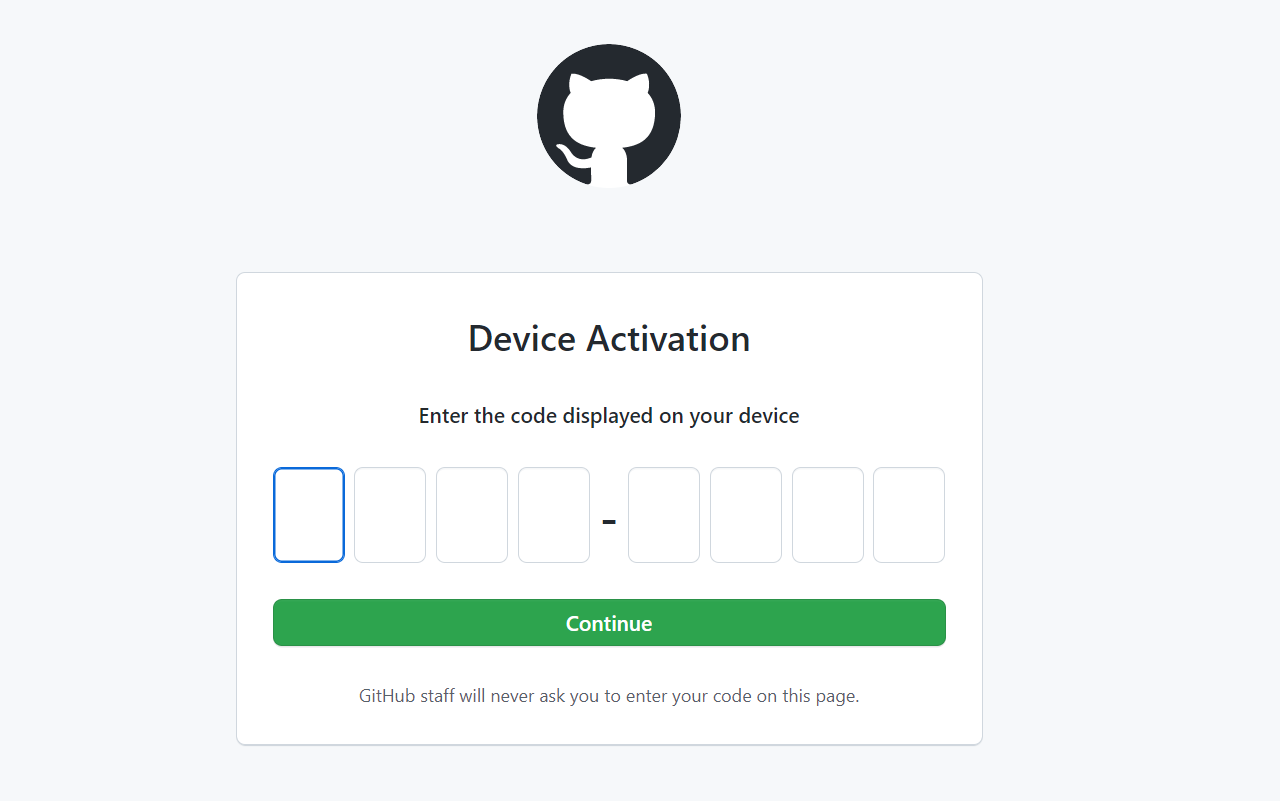 Device Activation
Enter the code displayed on your device
-
Continue
GitHub staff will never ask you to enter your code on this page.